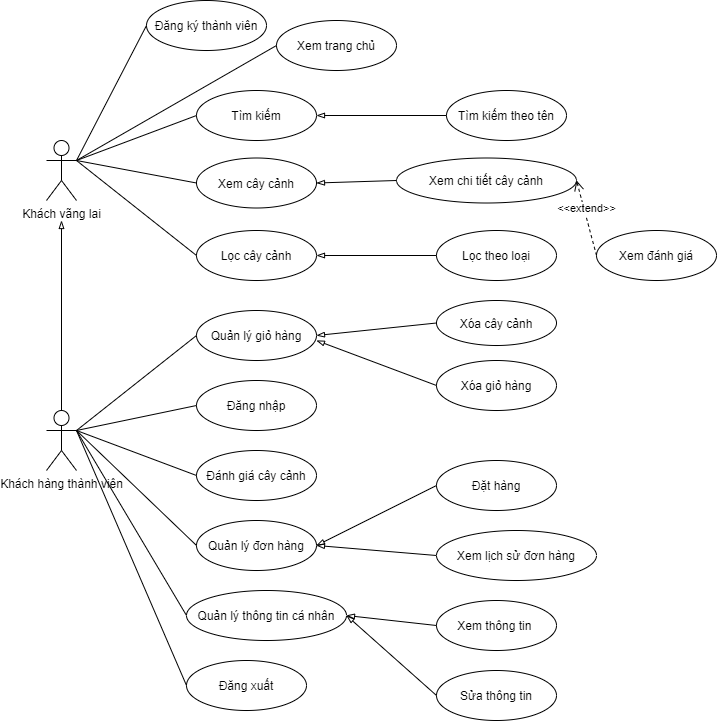 Đăng ký thành viên
Xem trang chủ
Tìm kiếm
Tìm kiếm theo tên
Xem cây cảnh
Xem chi tiết cây cảnh
<<extend>>
Khách vãng lai
Lọc cây cảnh
Lọc theo loại
Xem đánh giá
Quản lý giỏ hàng
Xóa cây cảnh
Xóa giỏ hàng
Đăng nhập
Khách hàng thành viên
Đánh giá cây cảnh
Đặt hàng
Quản lý đơn hàng
Xem lịch sử đơn hàng
Quản lý thông tin cá nhân
Xem thông tin
Đăng xuất
Sửa thông tin